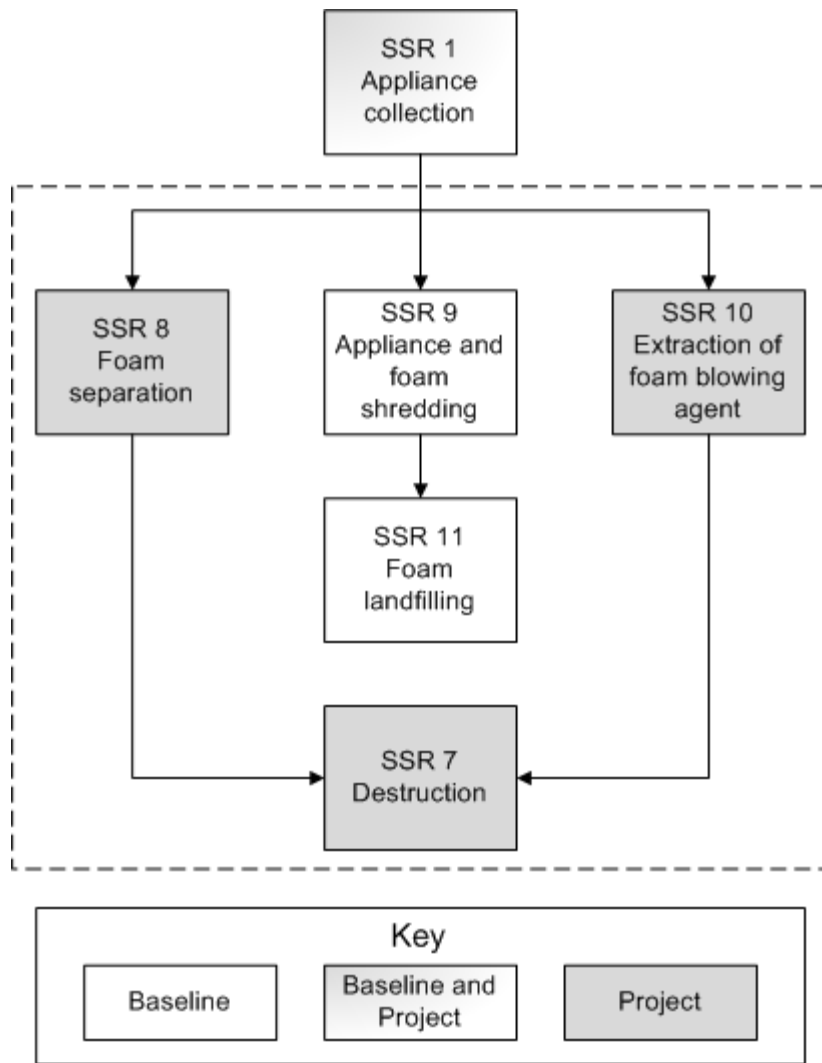 SSR 1
Appliance
collection
SSR 8
Foam
separation
SSR 9
Appliance and
foam
shredding
SSR 10
Extraction of
foam blowing
agent
SSR 11
Foam
landfilling
SSR 7
Destruction
Key
Baseline
Baseline and
Project
Project